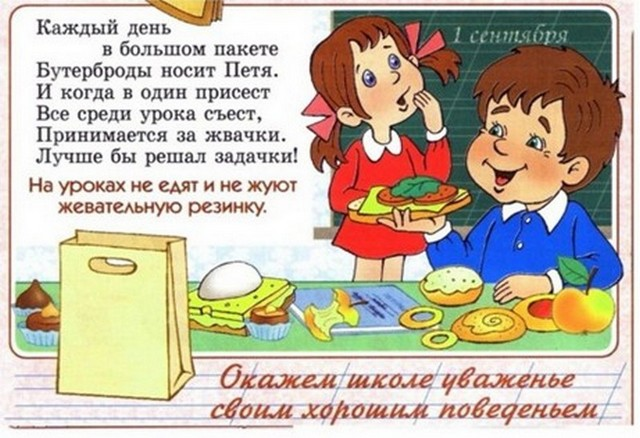 1 сентября
Каждый день
в большом пакете
Бутерброды носит Петя.
И когда в один присест
Все среди урока съест,
Принимается за жвачки.
Лучше бы решал задачки!
На уроках не едят и не жуют
жевательную резинку.
Окажем школе уваженье
своим хорошим поведеньем